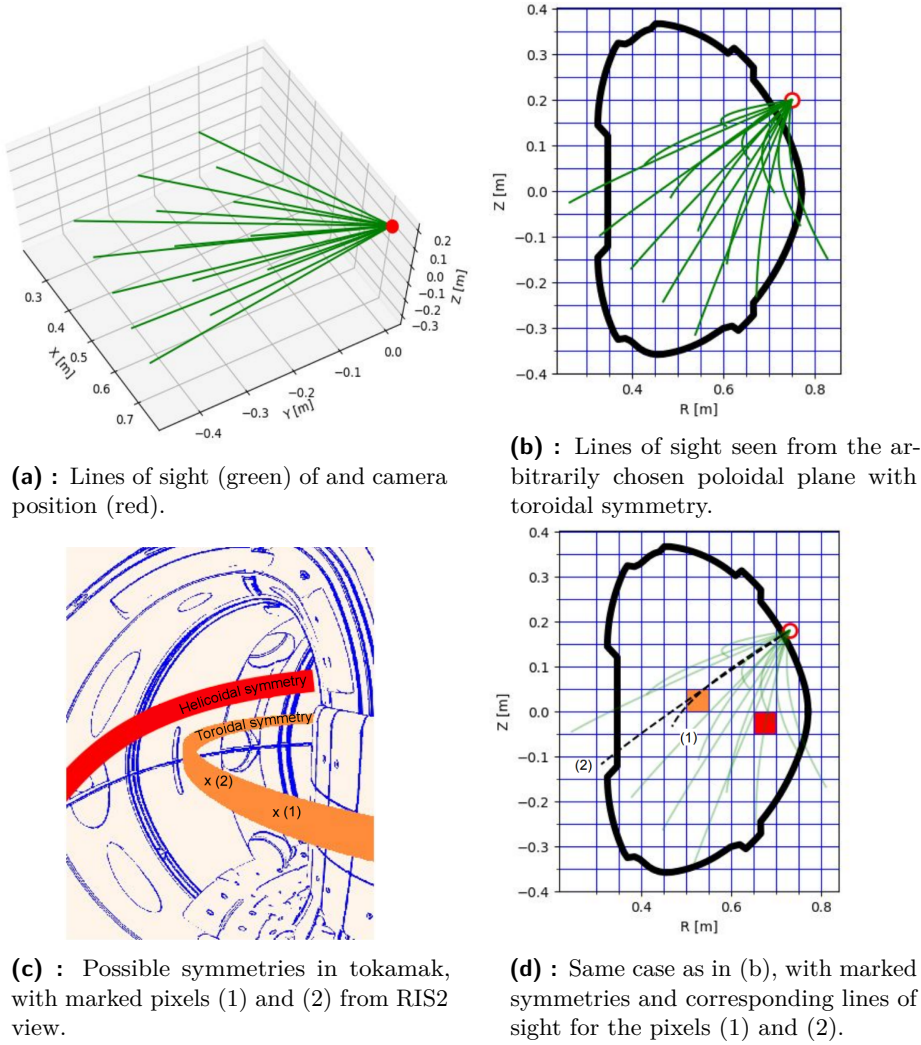 0.3
0.4
0.5
0.6
0.7
X [m]
−0.4
−0.3
−0.2
−0.1
0.0
Y [m]
0.2
0.1
0.0
−0.1
−0.2
−0.3
Z [m]
(a) : Lines of sight (green) of and camera
position (red).
0.4
0.3
0.2
0.1
0.0
−0.1
−0.2
−0.3
−0.4
Z [m]
0.4
0.6
0.8
R [m]
(b) : Lines of sight seen from the ar-
bitrarily chosen poloidal plane with
toroidal symmetry.
Helicoidal symmetry
Toroidal symmetry
x (2)
x (1)
(c) : Possible symmetries in tokamak,
with marked pixels (1) and (2) from RIS2
view.
0.4
0.3
0.2
0.1
0.0
−0.1
−0.2
−0.3
−0.4
Z [m]
(1)
(2)
0.4
0.6
0.8
R [m]
(d) : Same case as in (b), with marked
symmetries and corresponding lines of
sight for the pixels (1) and (2).